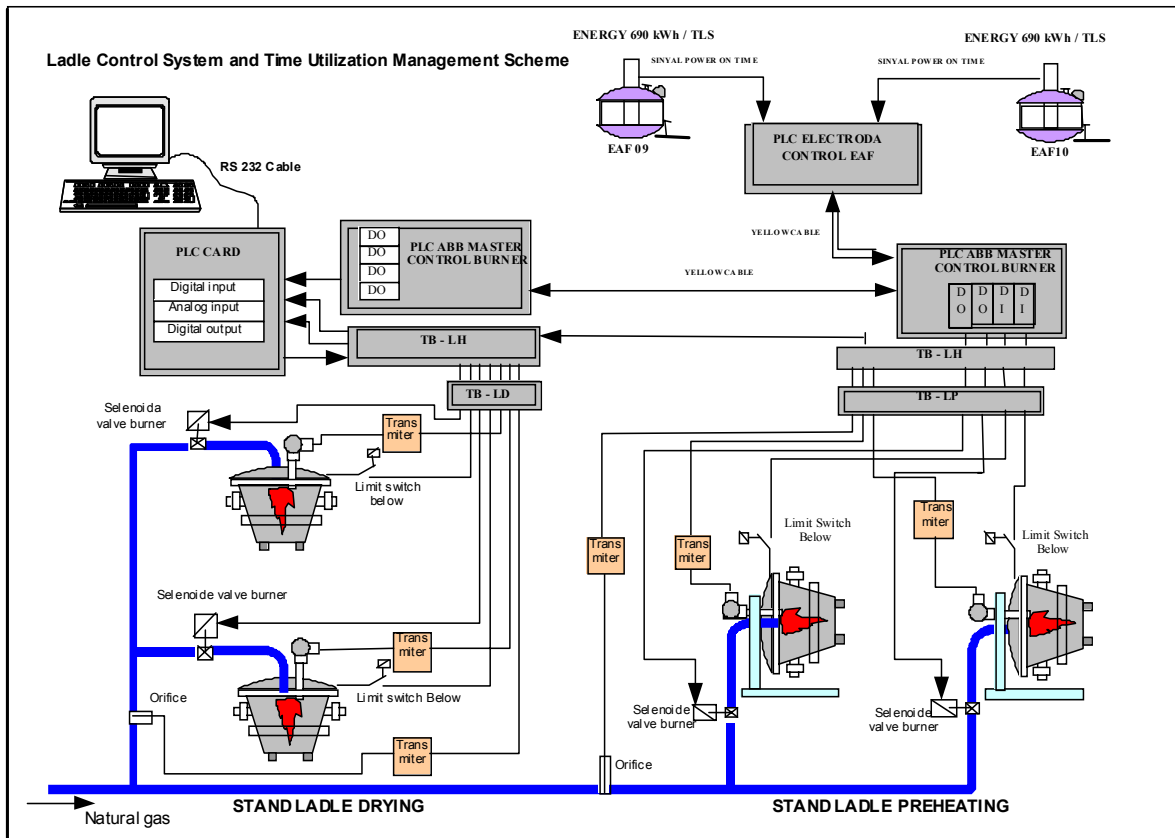 ENERGY 690 kWh / TLS
ENERGY 690 kWh / TLS
Ladle Control System and Time Utilization Management Scheme
SINYAL POWER ON TIME
SINYAL POWER ON TIME
EAF 09
EAF10
PLC ELECTRODA
CONTROL EAF
RS 232 Cable
YELLOW CABLE
PLC CARD
Digital input
Analog input
Digital output
DO
DO
DO
DO
PLC ABB MASTER
CONTROL BURNER
YELLOW CABLE
PLC ABB MASTER
CONTROL BURNER
D
O
D
O
D
I
D
I
TB - LH
TB - LH
TB - LD
TB - LP
Selenoida
valve burner
Trans
miter
Limit switch
below
Selenoide valve burner
Trans
miter
Limit switch Below
Orifice
Trans
miter
Trans
miter
Trans
miter
Limit Switch
Below
Trans
miter
Limit Switch
Below
Selenoide
valve burner
Selenoide
valve burner
Orifice
Natural gas
STAND LADLE DRYING
STAND LADLE PREHEATING